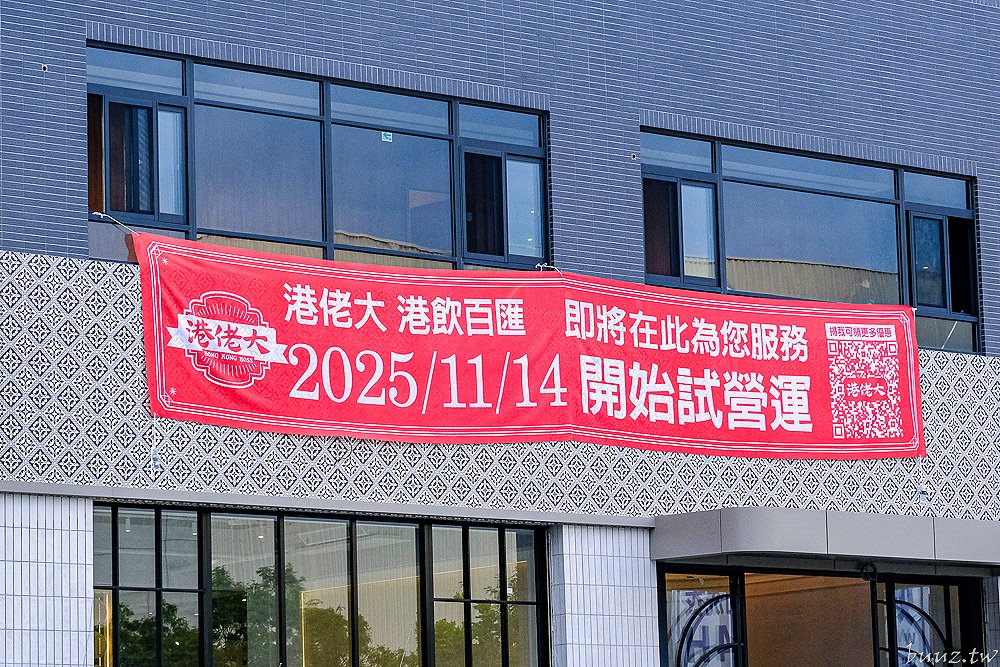 港佬大
HONG KONG BOSS
港佬大 港飲百匯 即將在此為您服務
2025/11/14 開始試營運
掃我可領更多優惠
港佬大
buuz.tw